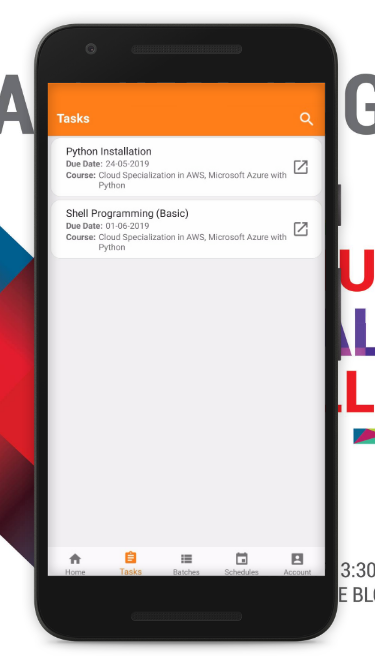 A
G
Tasks
Python Installation
Due Date: 24-05-2019
Course: Cloud Specialization in AWS, Microsoft Azure with
Python
Shell Programming (Basic)
Due Date: 01-06-2019
Course: Cloud Specialization in AWS, Microsoft Azure with
Python
U
AL
LL
3:30
E BLO
Home
Tasks
Batches
Schedules
Account